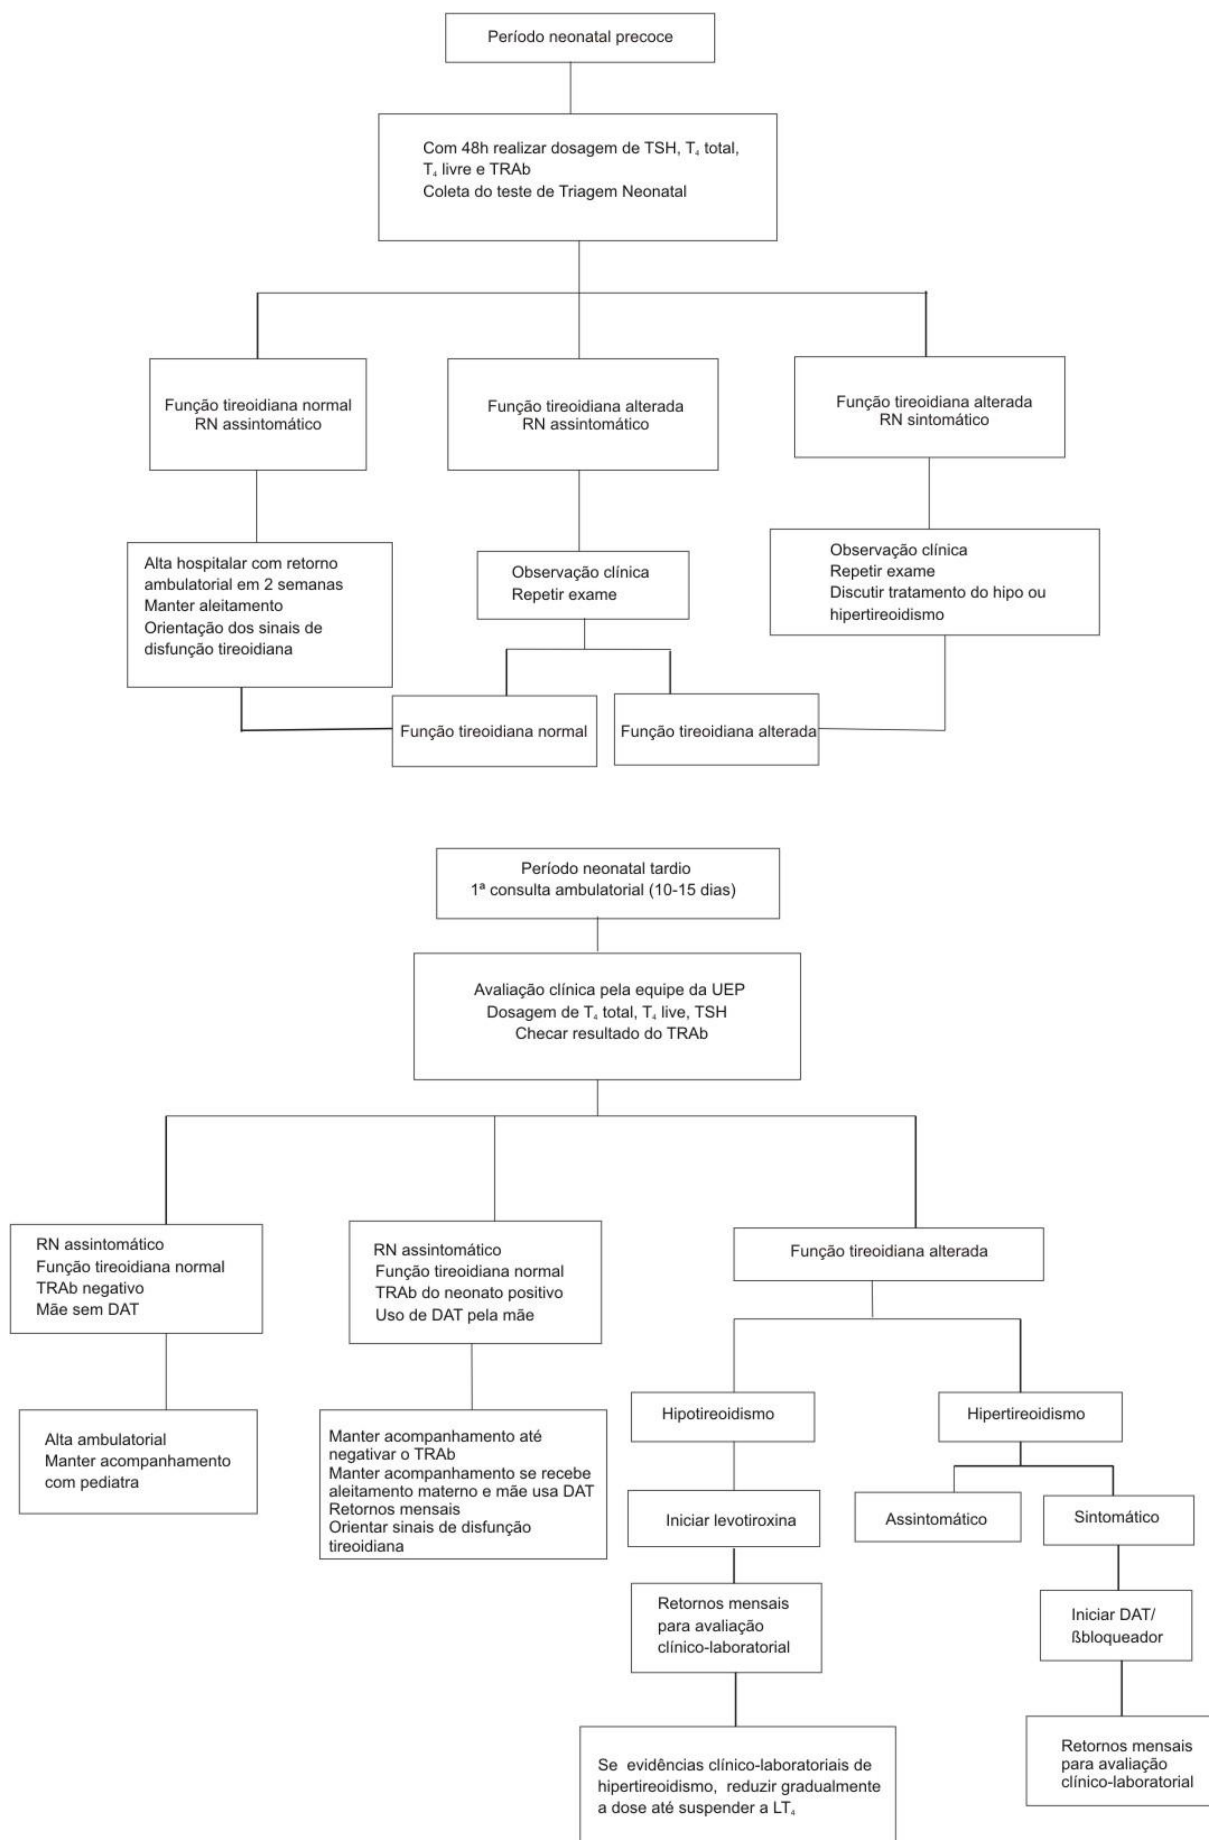 Período neonatal precoce
Com 48h realizar dosagem de TSH, T₄ total,
T₄ livre e TRAb
Coleta do teste de Triagem Neonatal
Função tireoidiana normal
RN assintomático
Função tireoidiana alterada
RN assintomático
Função tireoidiana alterada
RN sintomático
Alta hospitalar com retorno
ambulatorial em 2 semanas
Manter aleitamento
Orientação dos sinais de
disfunção tireoidiana
Observação clínica
Repetir exame
Observação clínica
Repetir exame
Discutir tratamento do hipo ou
hipertireoidismo
Função tireoidiana normal
Função tireoidiana alterada
Período neonatal tardio
1ª consulta ambulatorial (10-15 dias)
Avaliação clínica pela equipe da UEP
Dosagem de T₄ total, T₄ live, TSH
Checar resultado do TRAb
RN assintomático
Função tireoidiana normal
TRAb negativo
Mãe sem DAT
RN assintomático
Função tireoidiana normal
TRAb do neonato positivo
Uso de DAT pela mãe
Função tireoidiana alterada
Alta ambulatorial
Manter acompanhamento
com pediatra
Manter acompanhamento até
negativar o TRAb
Manter acompanhamento se recebe
aleitamento materno e mãe usa DAT
Retornos mensais
Orientar sinais de disfunção
tireoidiana
Hipotireoidismo
Hipertireoidismo
Iniciar levotiroxina
Assintomático
Sintomático
Retornos mensais
para avaliação
clínico-laboratorial
Iniciar DAT/
ßbloqueador
Se evidências clínico-laboratoriais de
hipertireoidismo, reduzir gradualmente
a dose até suspender a LT₄
Retornos mensais
para avaliação
clínico-laboratorial